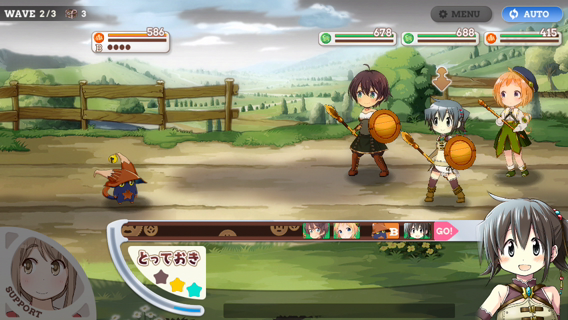 WAVE 2/3 3
MENU
AUTO
586
B
678
688
415
B
GO!
とっておき
SUPPORT